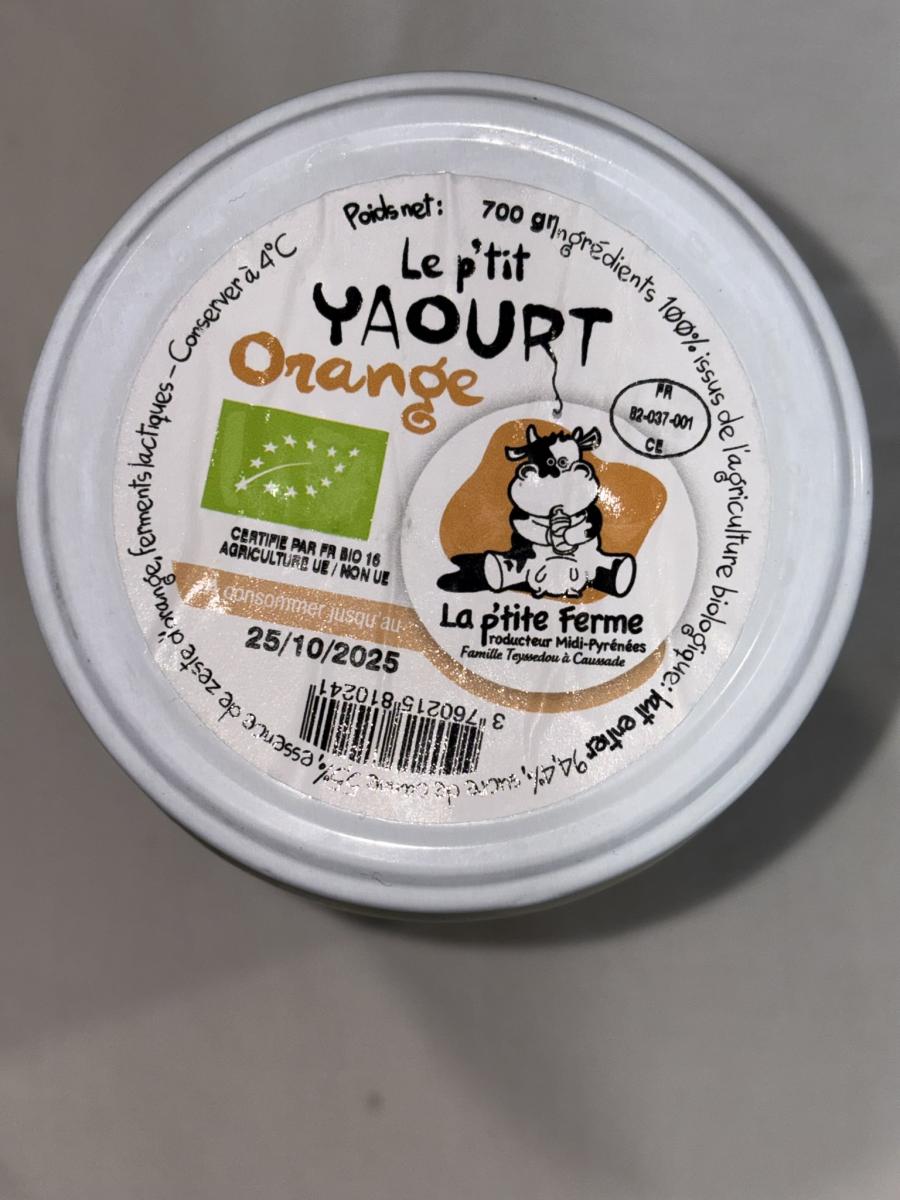 Poids net : 700 gr
Ingrédients 100% issus de l'agriculture biologique: lait entier 94,4%, sucre de canne 5,5%, essence de zeste d'orange, ferments lactiques - Conserver à 4°C
Le p'tit
YAOURT
Orange
FR
82-037-001
CE
CERTIFIE PAR FR BIO 16
AGRICULTURE UE / NON UE
A consommer jusqu'au
25/10/2025
La p'tite Ferme
Producteur Midi-Pyrénées
Famille Teyssedou à Caussade
3 760215 810241